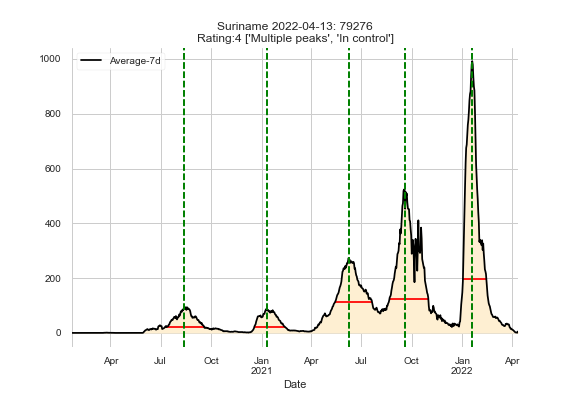 Suriname 2022-04-13: 79276
Rating:4 ['Multiple peaks', 'In control']
Average-7d
1000
800
600
400
200
0
Apr Jul Oct Jan Apr Jul Oct Jan Apr
2021 2022
Date